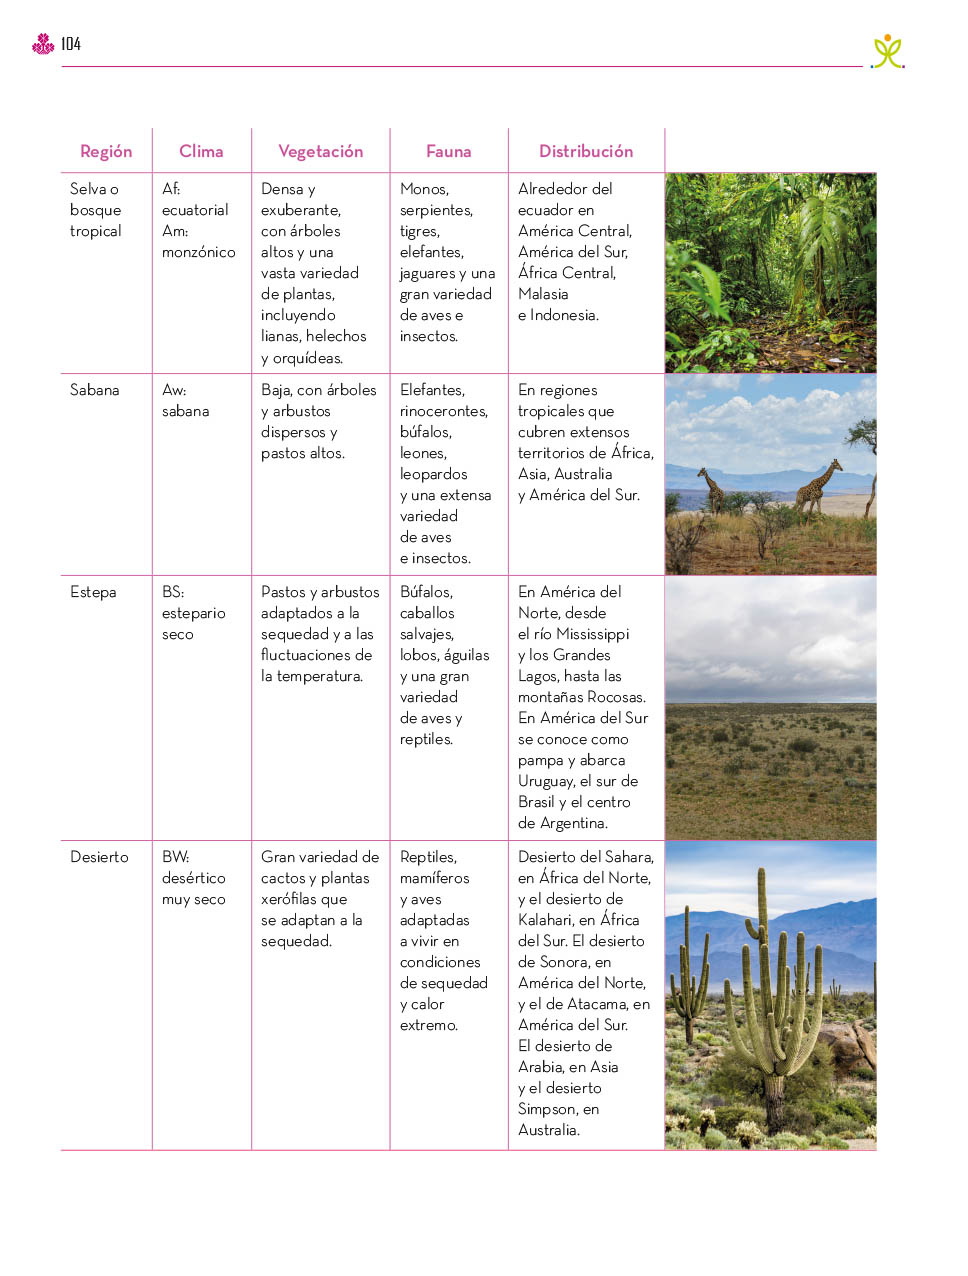 104
Región
Clima
Vegetación
Fauna
Distribución
Selva o
bosque
tropical
Af:
ecuatorial
Am:
monzónico
Densa y
exuberante,
con árboles
altos y una
vasta variedad
de plantas,
incluyendo
lianas, helechos
y orquídeas.
Monos,
serpientes,
tigres,
elefantes,
jaguares y una
gran variedad
de aves e
insectos.
Alrededor del
ecuador en
América Central,
América del Sur,
África Central,
Malasia
e Indonesia.
Sabana
Aw:
sabana
Baja, con árboles
y arbustos
dispersos y
pastos altos.
Elefantes,
rinocerontes,
búfalos,
leones,
leopardos
y una extensa
variedad
de aves
e insectos.
En regiones
tropicales que
cubren extensos
territorios de África,
Asia, Australia
y América del Sur.
Estepa
BS:
estepario
seco
Pastos y arbustos
adaptados a la
sequedad y a las
fluctuaciones de
la temperatura.
Búfalos,
caballos
salvajes,
lobos, águilas
y una gran
variedad
de aves y
reptiles.
En América del
Norte, desde
el río Mississippi
y los Grandes
Lagos, hasta las
montañas Rocosas.
En América del Sur
se conoce como
pampa y abarca
Uruguay, el sur de
Brasil y el centro
de Argentina.
Desierto
BW:
desértico
muy seco
Gran variedad de
cactos y plantas
xerófilas que
se adaptan a la
sequedad.
Reptiles,
mamíferos
y aves
adaptadas
a vivir en
condiciones
de sequedad
y calor
extremo.
Desierto del Sahara,
en África del Norte,
y el desierto de
Kalahari, en África
del Sur. El desierto
de Sonora, en
América del Norte,
y el de Atacama, en
América del Sur.
El desierto de
Arabia, en Asia
y el desierto
Simpson, en
Australia.